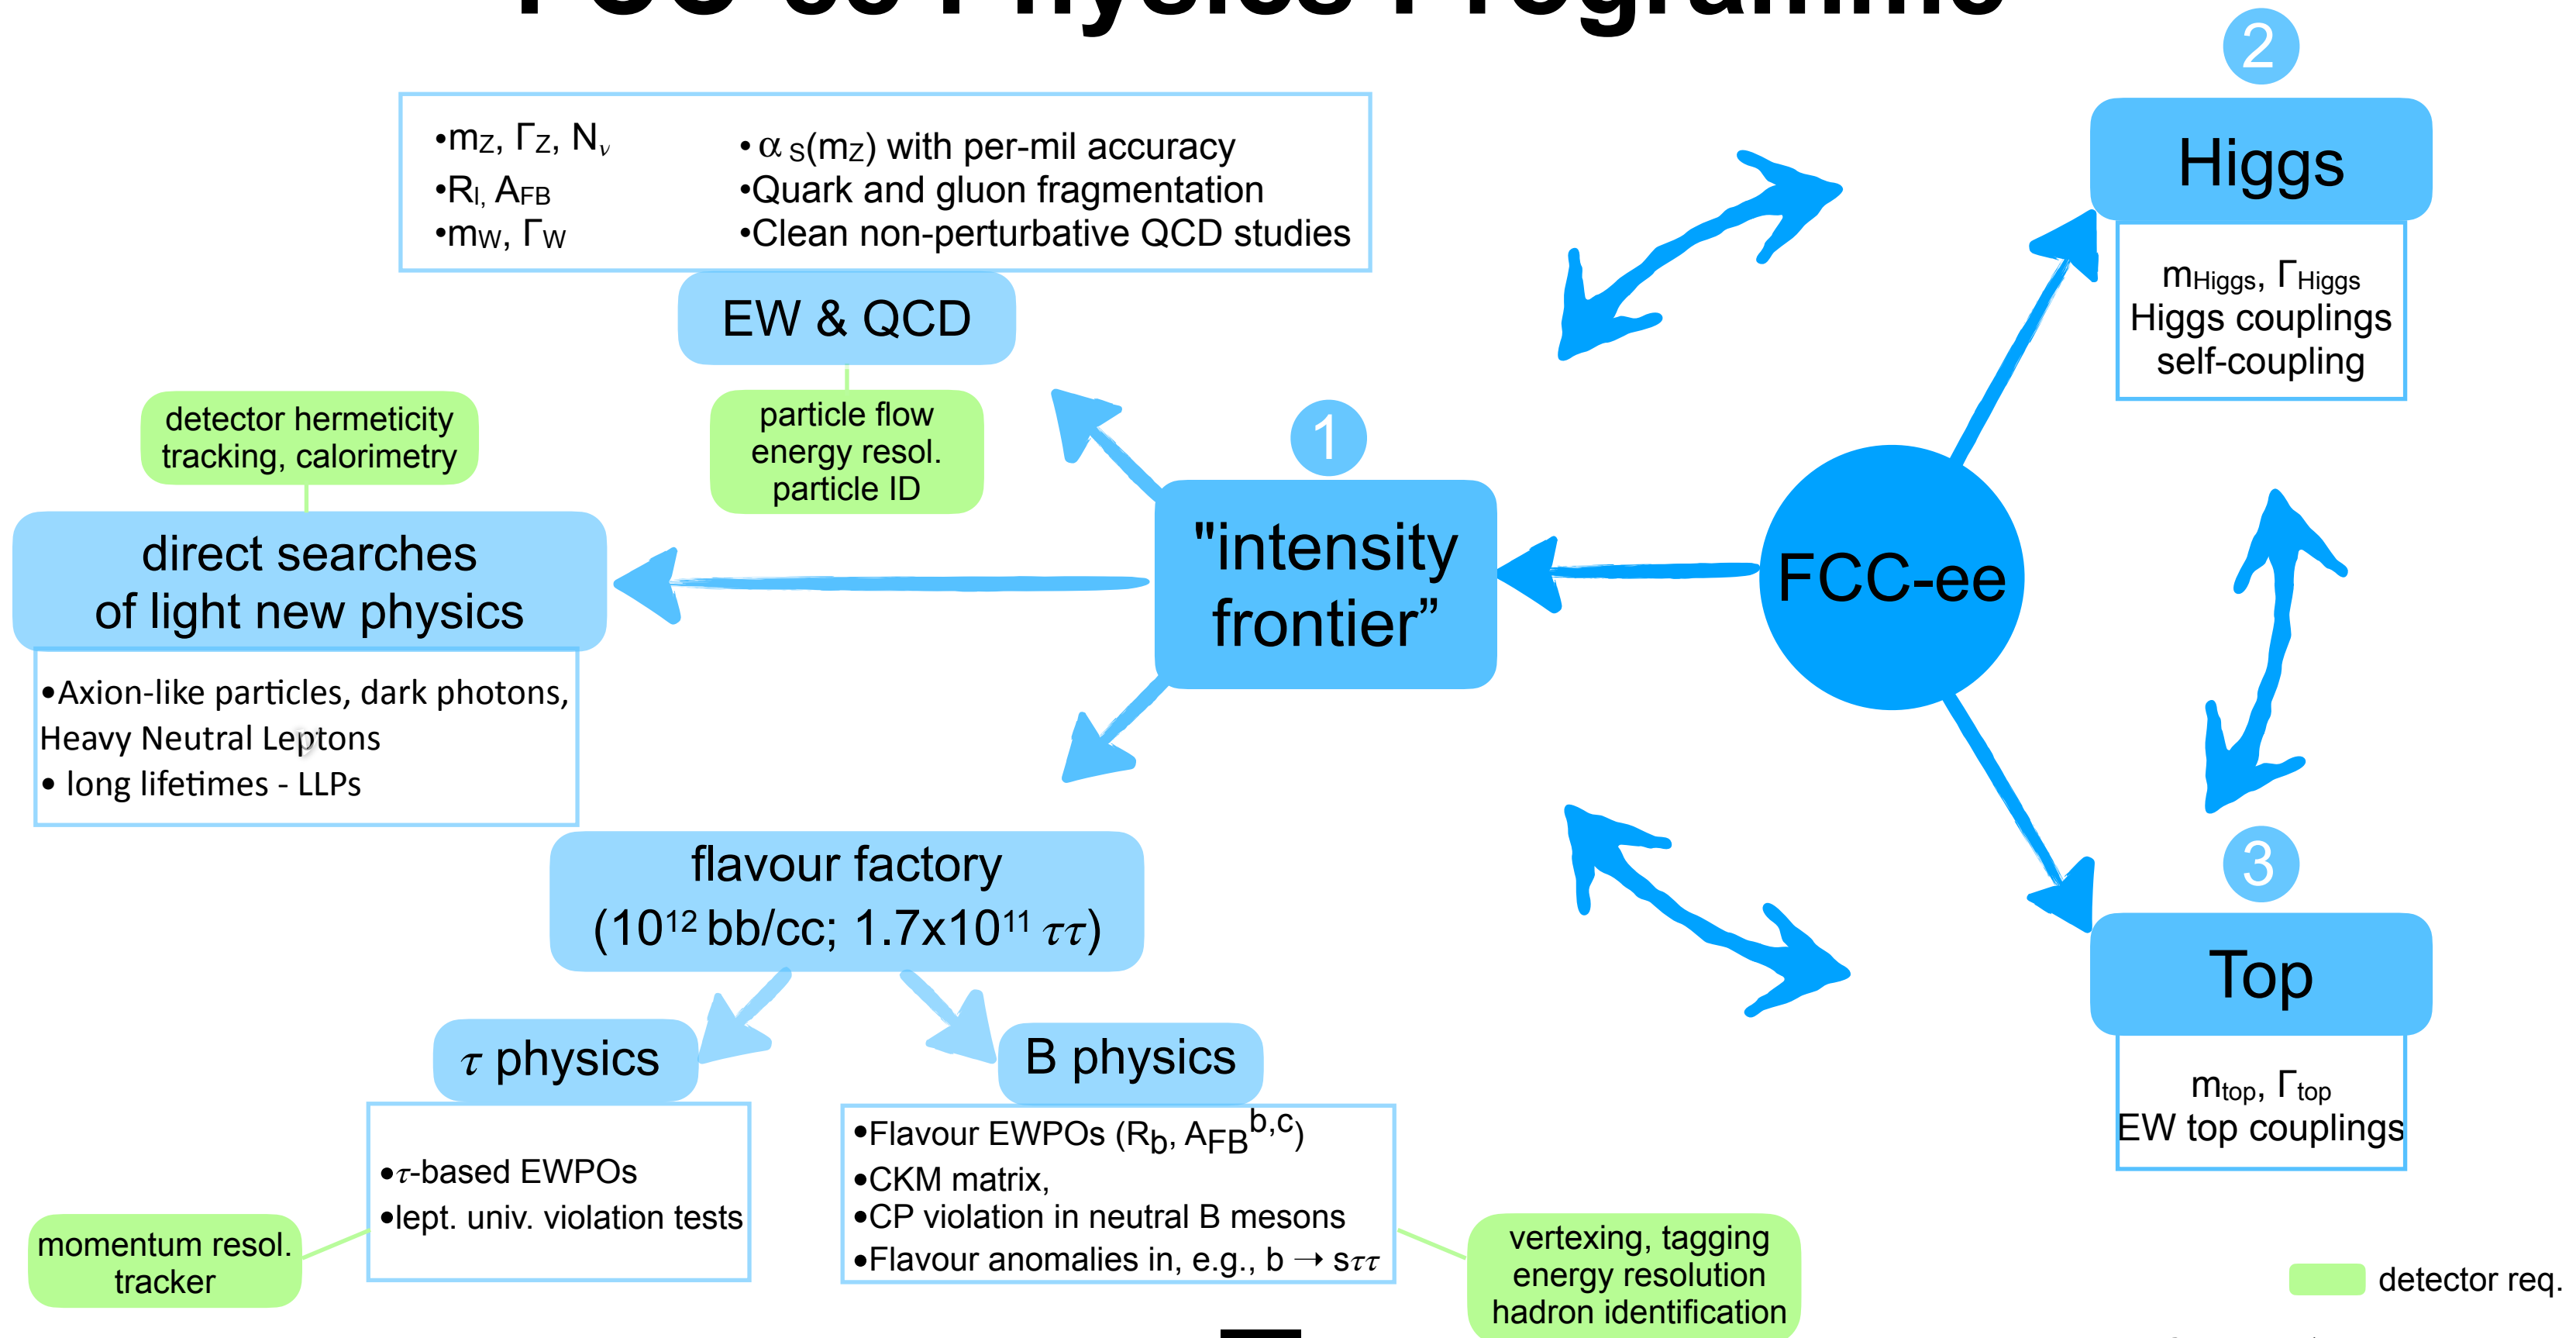 FCC-ee Physics Programme
•mZ, ΓZ, Nν
•Rl, AFB
•mW, ΓW
• αS(mZ) with per-mil accuracy
•Quark and gluon fragmentation
•Clean non-perturbative QCD studies
EW & QCD
particle flow
energy resol.
particle ID
detector hermeticity
tracking, calorimetry
direct searches
of light new physics
•Axion-like particles, dark photons,
Heavy Neutral Leptons
• long lifetimes - LLPs
1
"intensity
frontier”
FCC-ee
2
Higgs
mHiggs, ΓHiggs
Higgs couplings
self-coupling
3
Top
mtop, Γtop
EW top couplings
flavour factory
(10¹² bb/cc; 1.7x10¹¹ ττ)
τ physics
•τ-based EWPOs
•lept. univ. violation tests
momentum resol.
tracker
B physics
•Flavour EWPOs (Rb, AFBb,c)
•CKM matrix,
•CP violation in neutral B mesons
•Flavour anomalies in, e.g., b → sττ
vertexing, tagging
energy resolution
hadron identification
detector req.